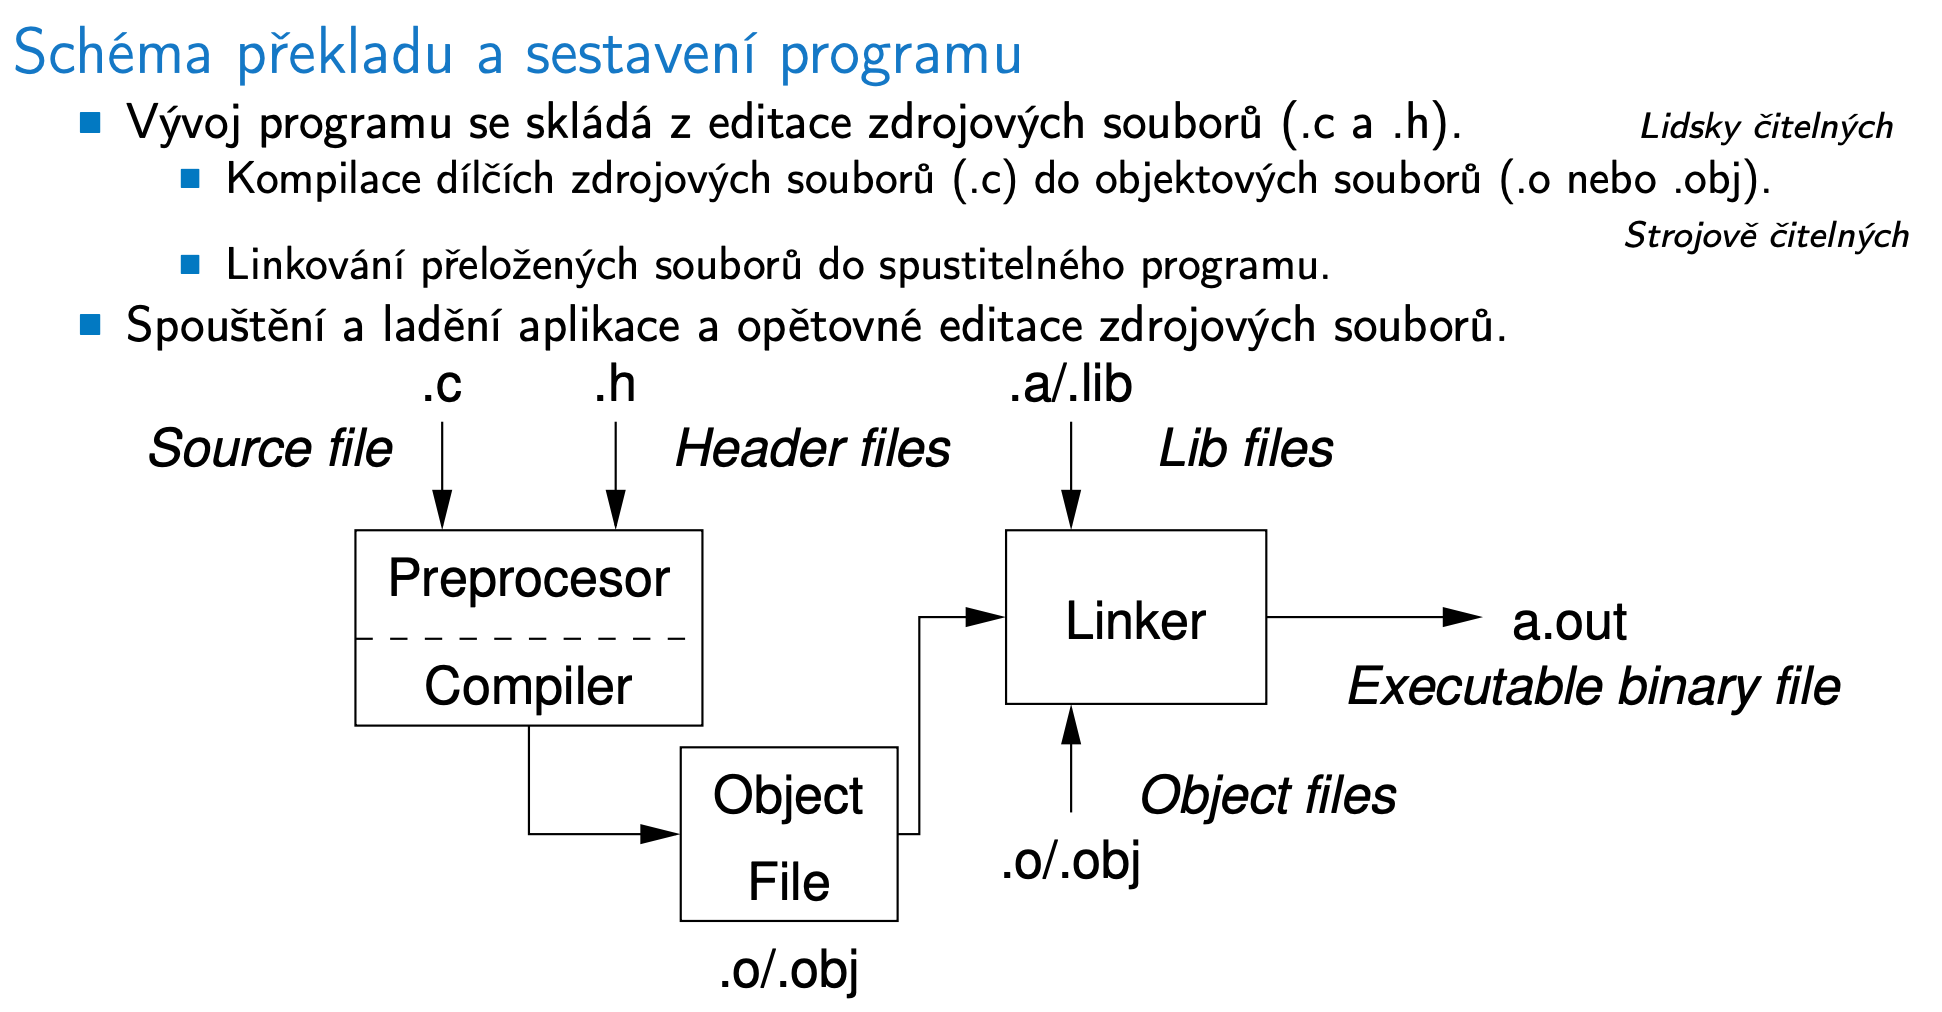 Schéma překladu a sestavení programu
Vývoj programu se skládá z editace zdrojových souborů (.c a .h). Lidsky čitelných
Kompilace dílčích zdrojových souborů (.c) do objektových souborů (.o nebo .obj).
Strojově čitelných
Linkování přeložených souborů do spustitelného programu.
Spouštění a ladění aplikace a opětovné editace zdrojových souborů.
.c .h .a/.lib
Source file Header files Lib files
Preprocesor
Compiler
Linker
a.out
Executable binary file
Object
File
.o/.obj
Object files
.o/.obj